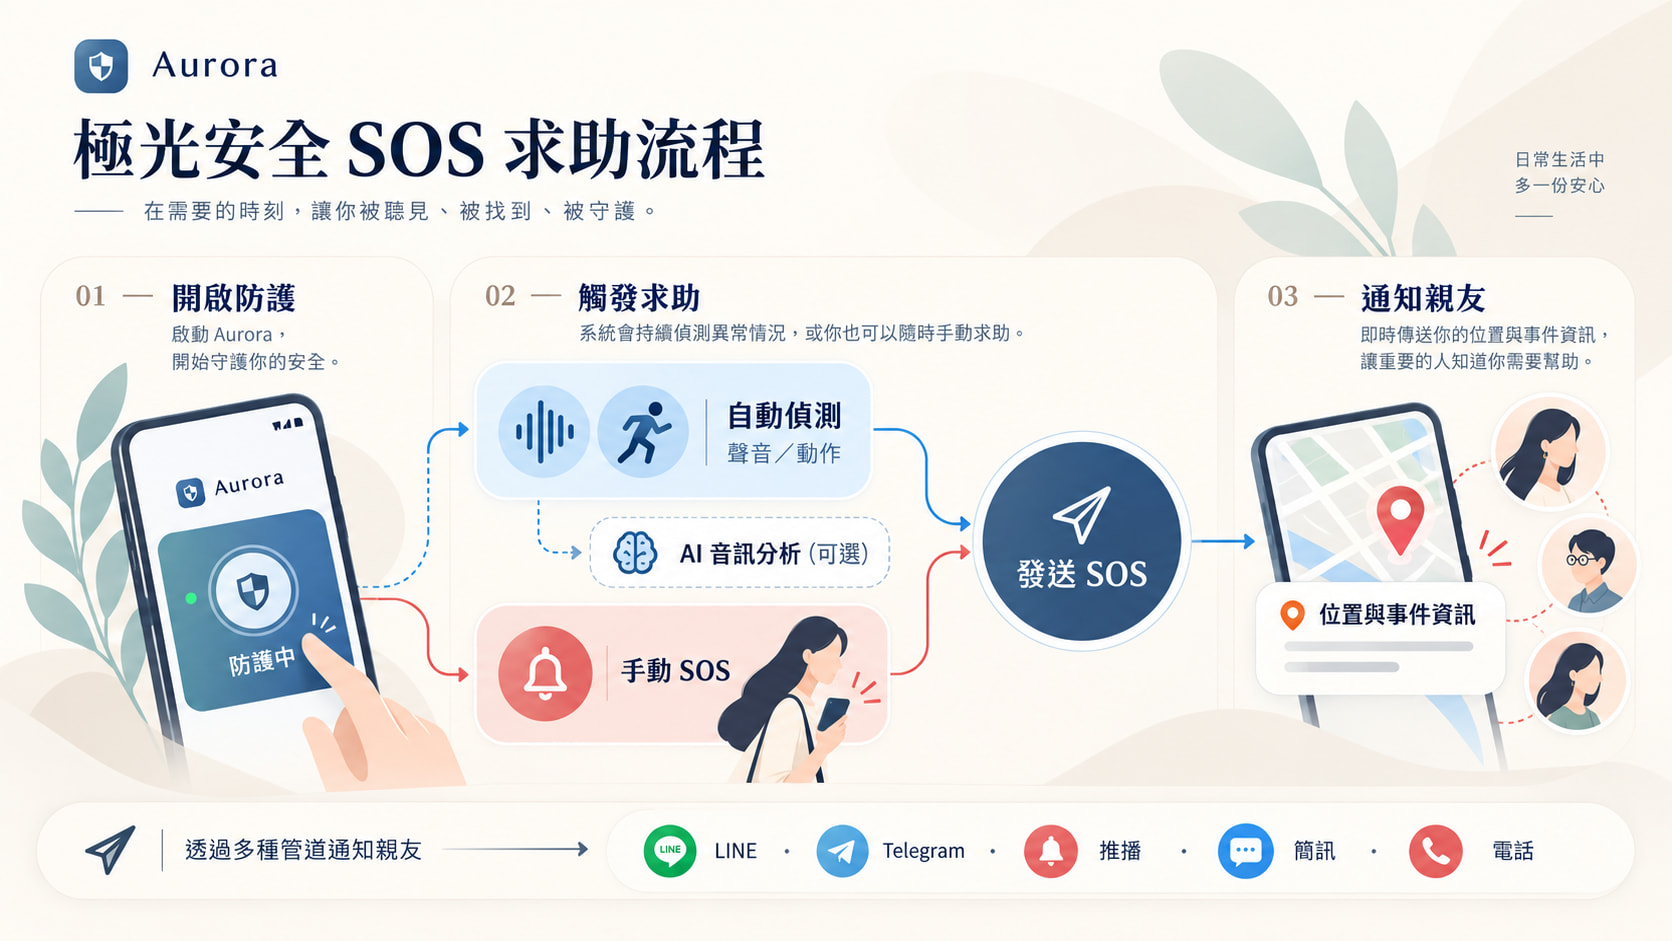 Aurora
極光安全 SOS 求助流程
在需要的時刻，讓你被聽見、被找到、被守護。
日常生活中
多一份安心
01
開啟防護
啟動 Aurora，
開始守護你的安全。
Aurora
防護中
02
觸發求助
系統會持續偵測異常情況，或你也可以隨時手動求助。
自動偵測
聲音／動作
AI 音訊分析 (可選)
手動 SOS
發送 SOS
03
通知親友
即時傳送你的位置與事件資訊，
讓重要的人知道你需要幫助。
位置與事件資訊
透過多種管道通知親友
LINE
LINE
Telegram
推播
簡訊
電話